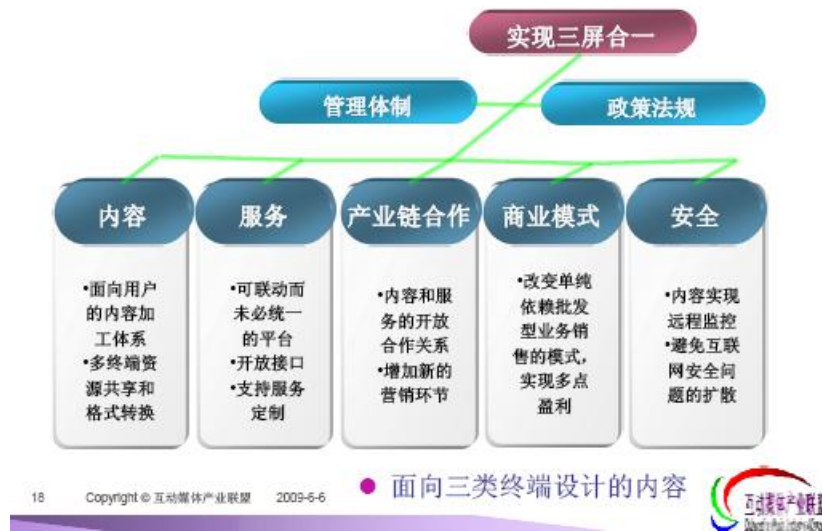 实现三屏合一
管理体制
政策法规
内容
服务
产业链合作
商业模式
安全
•面向用户
的内容加
工体系
•多终端资
源共享和
格式转换
•可联动而
未必统一
的平台
•开放接口
•支持服务
定制
•内容和服
务的开放
合作关系
•增加新的
营销环节
•改变单纯
依赖批发
型业务销
售的模式，
实现多点
盈利
•内容实现
远程监控
•避免互联
网安全问
题的扩散
● 面向三类终端设计的内容
18 Copyright © 互动媒体产业联盟 2009-6-6
互动媒体产业联盟